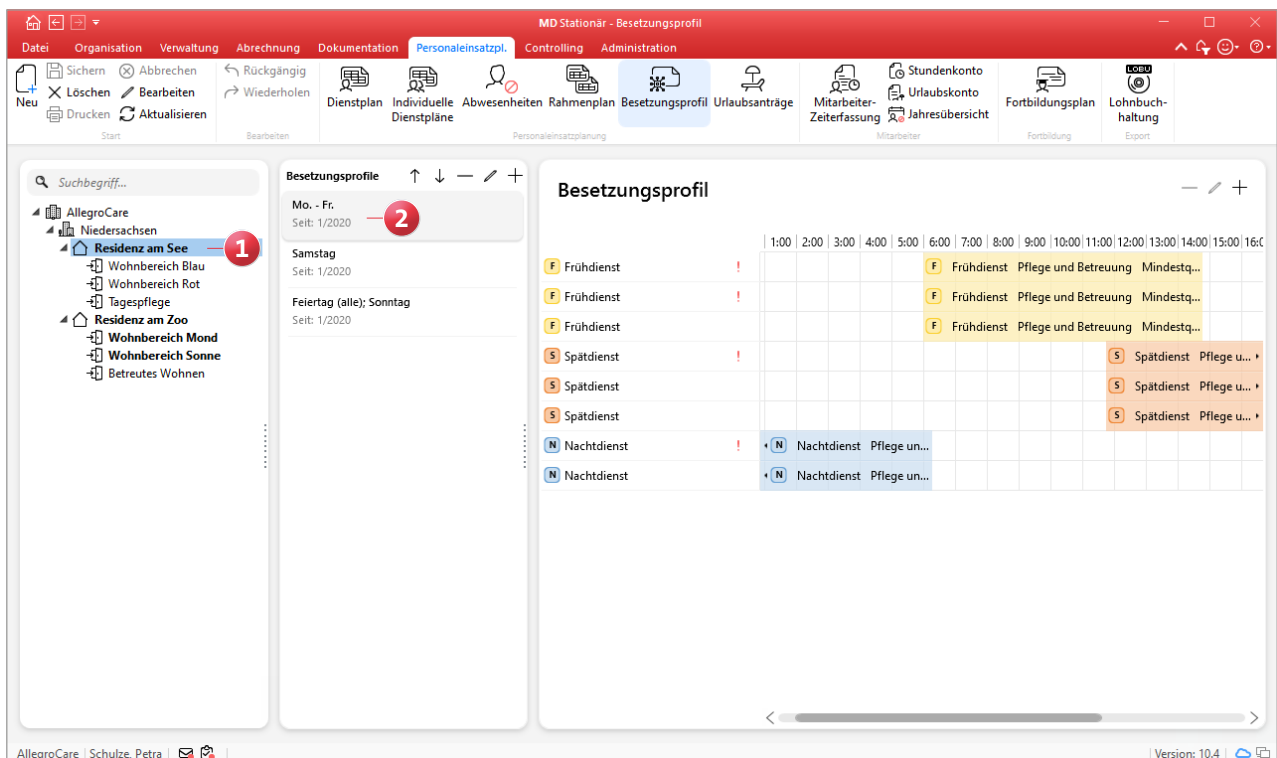 MD Stationär - Besetzungsprofil
Datei Organisation Verwaltung Abrechnung Dokumentation Personaleinsatzpl. Controlling Administration
Neu
Sichern Abbrechen
Löschen Bearbeiten
Drucken Aktualisieren
Start
Rückgängig
Wiederholen
Bearbeiten
Dienstplan
Individuelle Dienstpläne
Abwesenheiten
Rahmenplan
Besetzungsprofil
Urlaubsanträge
Personaleinsatzplanung
Mitarbeiter-
Zeiterfassung
Stundenkonto
Urlaubskonto
Jahresübersicht
Mitarbeiter
Fortbildungsplan
Fortbildung
LOBU
Lohnbuch-
haltung
Export
Suchbegriff...
AllegroCare
Niedersachsen
Residenz am See
1
Wohnbereich Blau
Wohnbereich Rot
Tagespflege
Residenz am Zoo
Wohnbereich Mond
Wohnbereich Sonne
Betreutes Wohnen
Besetzungsprofile
Mo. - Fr.
Seit: 1/2020
2
Samstag
Seit: 1/2020
Feiertag (alle); Sonntag
Seit: 1/2020
Besetzungsprofil
1:00 2:00 3:00 4:00 5:00 6:00 7:00 8:00 9:00 10:00 11:00 12:00 13:00 14:00 15:00 16:0
F Frühdienst ! F Frühdienst Pflege und Betreuung Mindestq...
F Frühdienst ! F Frühdienst Pflege und Betreuung Mindestq...
F Frühdienst F Frühdienst Pflege und Betreuung Mindestq...
S Spätdienst ! S Spätdienst Pflege u...
S Spätdienst S Spätdienst Pflege u...
S Spätdienst S Spätdienst Pflege u...
N Nachtdienst ! N Nachtdienst Pflege un...
N Nachtdienst N Nachtdienst Pflege un...
AllegroCare Schulze, Petra Version: 10.4